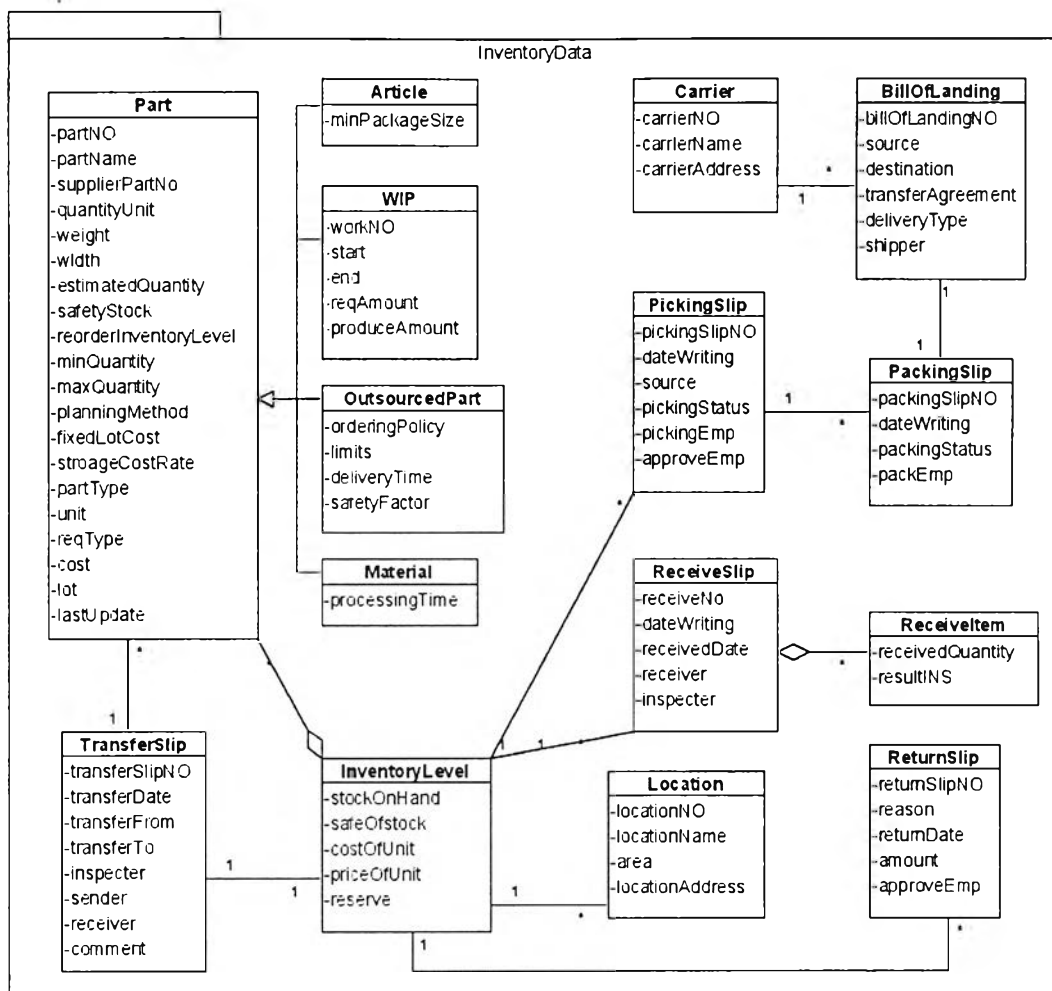 InventoryData
Part
-partNO
-partName
-supplierPartNo
-quantityUnit
-weight
-width
-estimatedQuantity
-safetyStock
-reorderInventoryLevel
-minQuantity
-maxQuantity
-planningMethod
-fixedLotCost
-stroageCostRate
-partType
-unit
-reqType
-cost
-lot
-lastUpdate
Article
-minPackageSize
WIP
-workNO
-start
-end
-reqAmount
-produceAmount
OutsourcedPart
-orderingPolicy
-limits
-deliveryTime
-safetyFactor
Material
-processingTime
Carrier
-carrierNO
-carrierName
-carrierAddress
1
*
BillOfLanding
-billOfLandingNO
-source
-destination
-transferAgreement
-deliveryType
-shipper
1
1
PickingSlip
-pickingSlipNO
-dateWriting
-source
-pickingStatus
-pickingEmp
-approveEmp
1
*
PackingSlip
-packingSlipNO
-dateWriting
-packingStatus
-packEmp
*
ReceiveSlip
-receiveNo
-dateWriting
-receivedDate
-receiver
-inspecter
*
ReceiveItem
-receivedQuantity
-resultINS
*
*
1
1
1
*
TransferSlip
-transferSlipNO
-transferDate
-transferFrom
-transferTo
-inspecter
-sender
-receiver
-comment
1
1
InventoryLevel
-stockOnHand
-safeOfstock
-costOfUnit
-priceOfUnit
-reserve
1
*
Location
-locationNO
-locationName
-area
-locationAddress
ReturnSlip
-returnSlipNO
-reason
-returnDate
-amount
-approveEmp
1
*